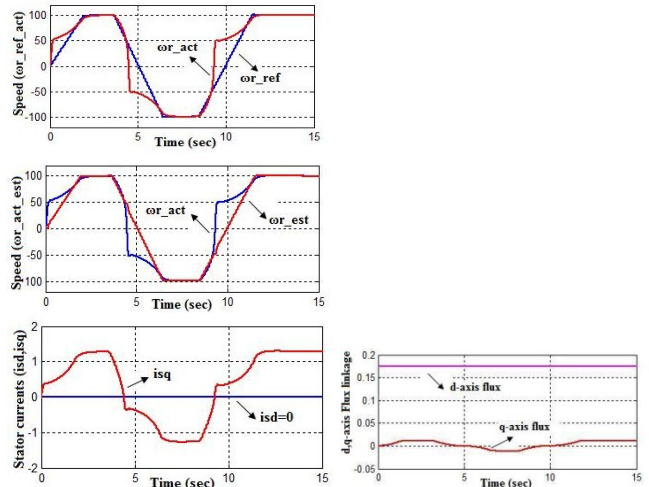 Speed (ωr_ref_act)
100
50
0
-50
-100
ωr_act
ωr_ref
0
5
10
15
Time (sec)
Speed (ωr_act_est)
100
50
0
-50
-100
ωr_act
ωr_est
0
5
10
15
Time (sec)
Stator currents (isd,isq)
2
1
0
-1
-2
isq
isd=0
0
5
10
15
Time (sec)
d,q-axis Flux linkage
0.2
0.15
0.1
0.05
0
-0.05
d-axis flux
q-axis flux
0
5
10
15
Time (sec)